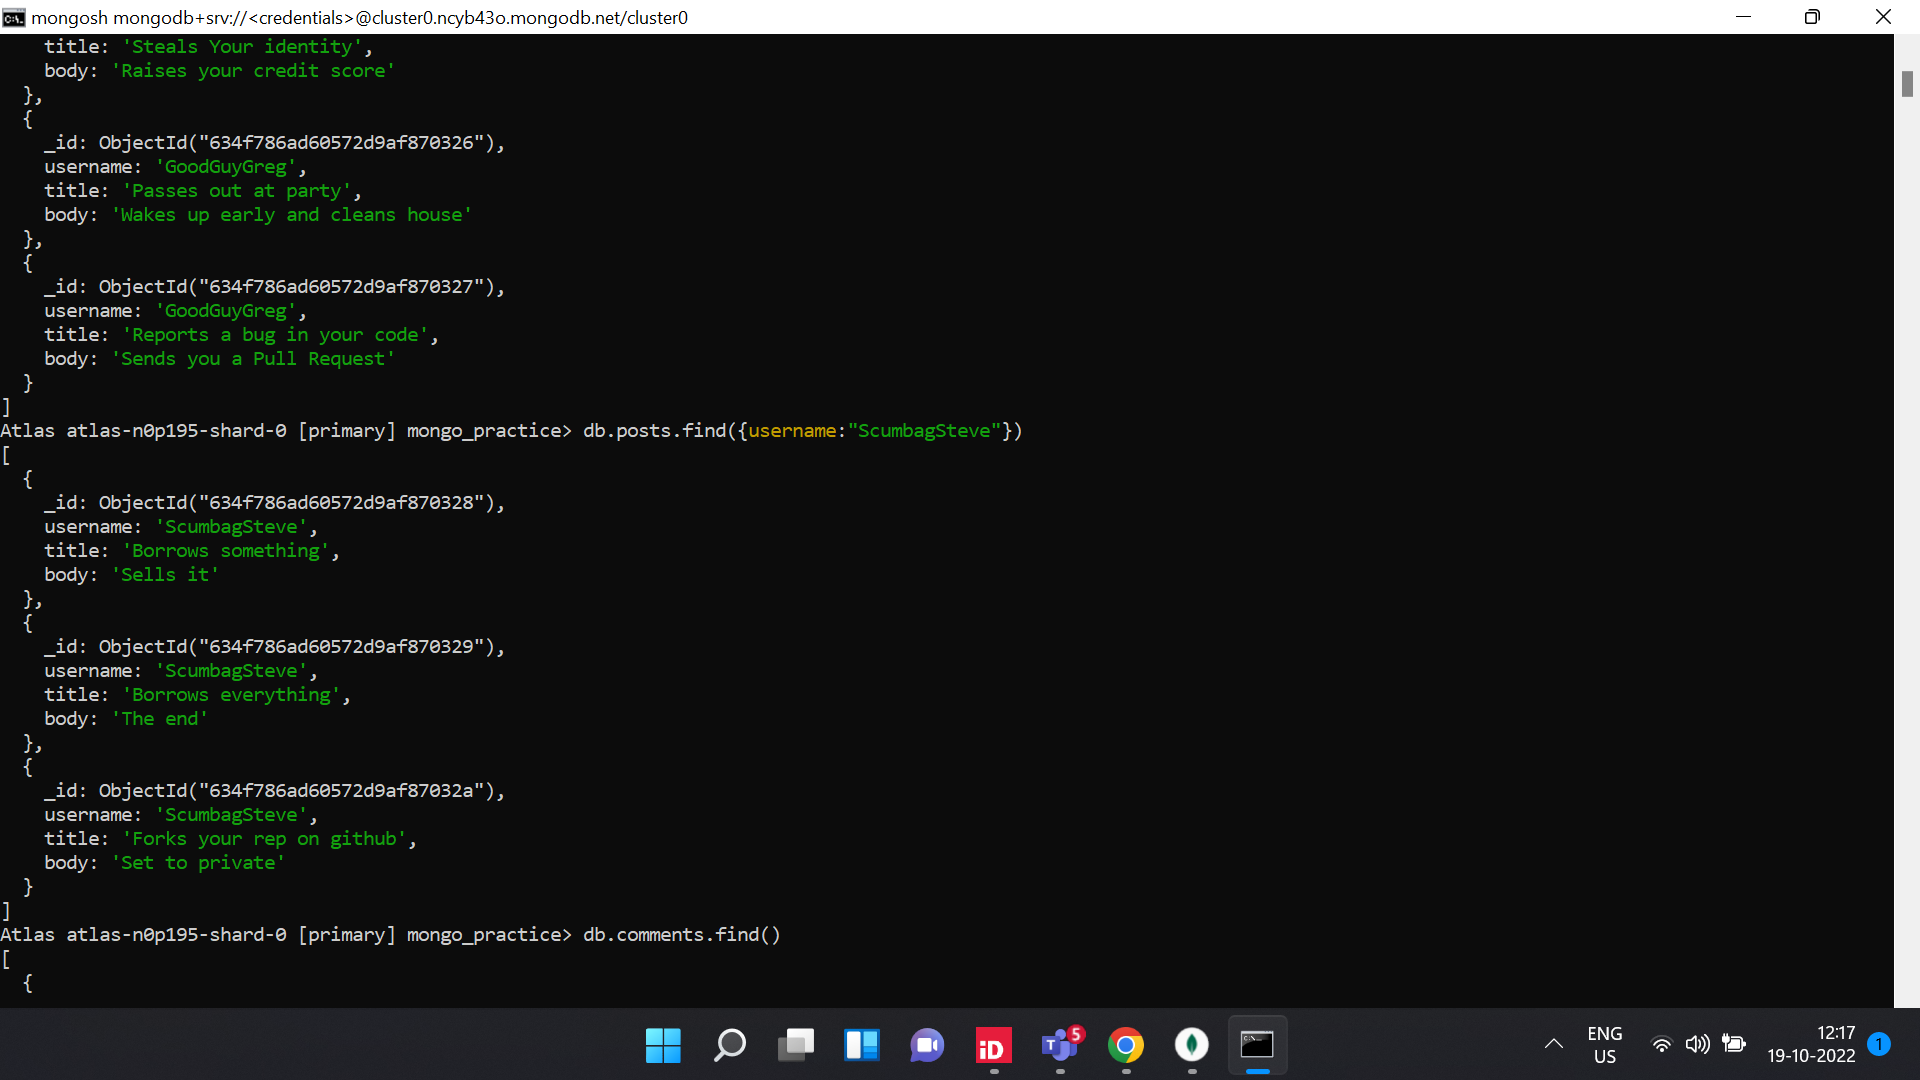 mongosh mongodb+srv://<credentials>@cluster0.ncyb43o.mongodb.net/cluster0
    title: 'Steals Your identity',
    body: 'Raises your credit score'
  },
  {
    _id: ObjectId("634f786ad60572d9af870326"),
    username: 'GoodGuyGreg',
    title: 'Passes out at party',
    body: 'Wakes up early and cleans house'
  },
  {
    _id: ObjectId("634f786ad60572d9af870327"),
    username: 'GoodGuyGreg',
    title: 'Reports a bug in your code',
    body: 'Sends you a Pull Request'
  }
]
Atlas atlas-n0p195-shard-0 [primary] mongo_practice> db.posts.find({username:"ScumbagSteve"})
[
  {
    _id: ObjectId("634f786ad60572d9af870328"),
    username: 'ScumbagSteve',
    title: 'Borrows something',
    body: 'Sells it'
  },
  {
    _id: ObjectId("634f786ad60572d9af870329"),
    username: 'ScumbagSteve',
    title: 'Borrows everything',
    body: 'The end'
  },
  {
    _id: ObjectId("634f786ad60572d9af87032a"),
    username: 'ScumbagSteve',
    title: 'Forks your rep on github',
    body: 'Set to private'
  }
]
Atlas atlas-n0p195-shard-0 [primary] mongo_practice> db.comments.find()
[
  {
iD
T
5
ENG
US
12:17
19-10-2022
1